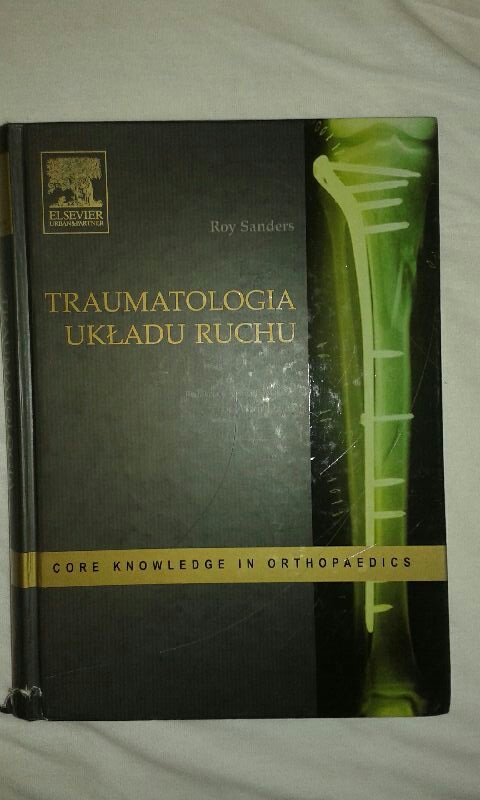 ELSEVIER
URBAN&PARTNER
Roy Sanders
TRAUMATOLOGIA
UKŁADU RUCHU
CORE KNOWLEDGE IN ORTHOPAEDICS